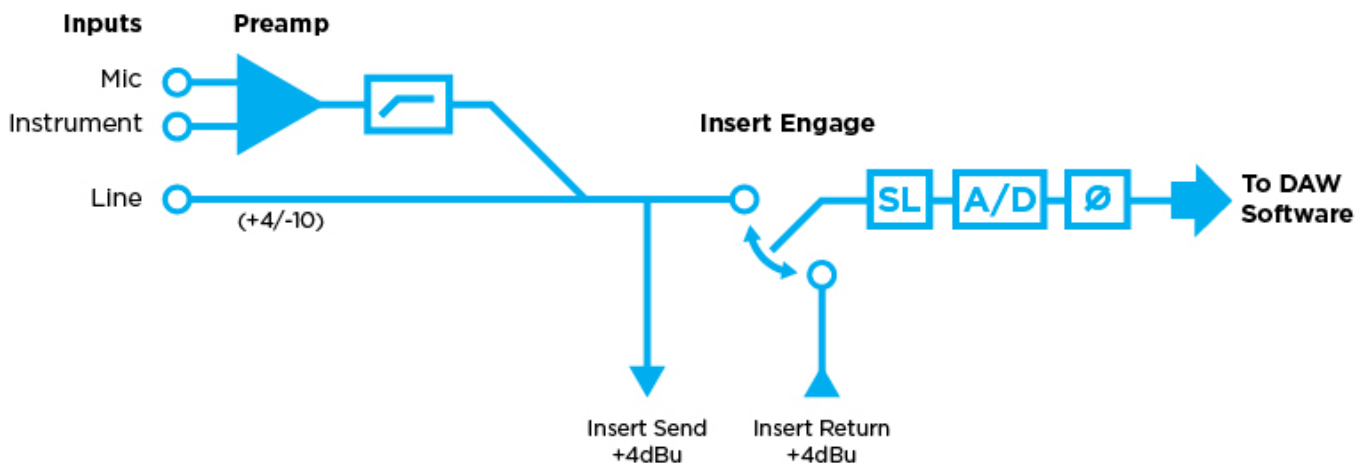 Inputs
Preamp
Mic
Instrument
Line
(+4/-10)
Insert Engage
SL
A/D
Ø
To DAW
Software
Insert Send
+4dBu
Insert Return
+4dBu